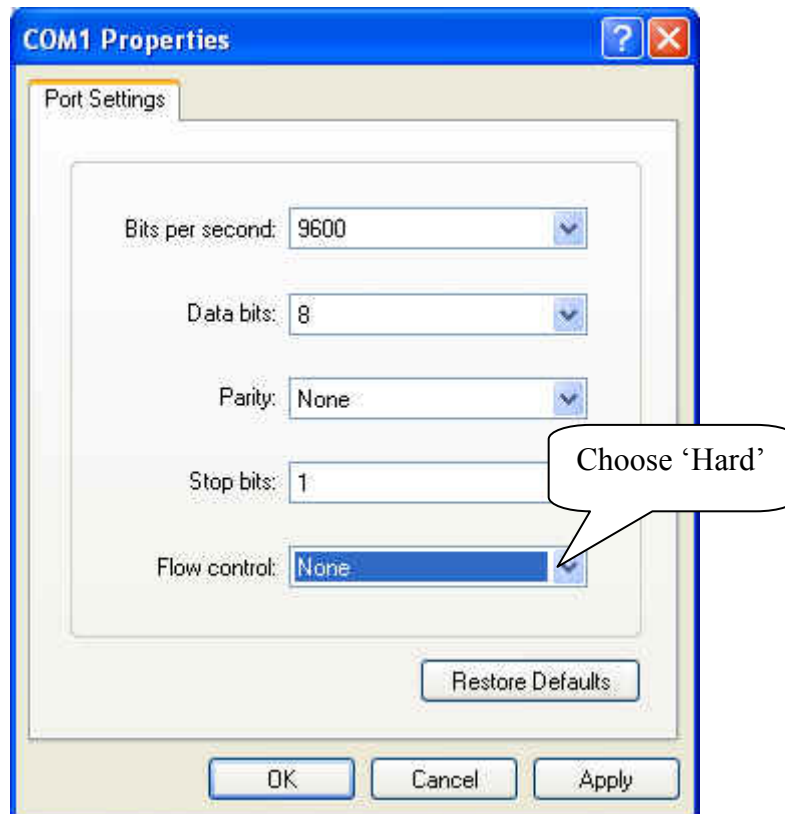 COM1 Properties
Port Settings
Bits per second: 9600
Data bits: 8
Parity: None
Choose ‘Hard’
Stop bits: 1
Flow control: None
Restore Defaults
OK Cancel Apply